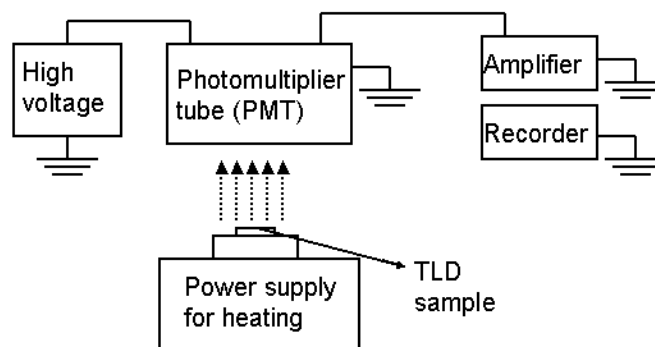 High
voltage
Photomultiplier
tube (PMT)
Amplifier
Recorder
TLD
sample
Power supply
for heating